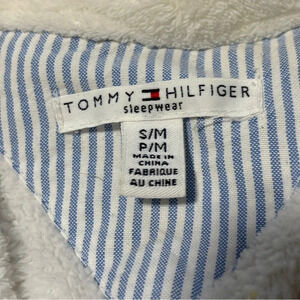 TOMMY HILFIGER
sleepwear
S/M
P/M
MADE IN
CHINA
FABRIQUE
AU CHINE